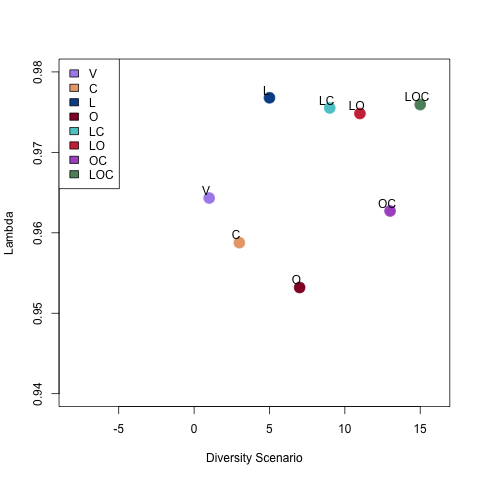 V
C
L
O
LC
LO
OC
LOC
L
LC
LO
LOC
V
C
OC
O
0.98
0.97
0.96
0.95
0.94
Lambda
-5
0
5
10
15
Diversity Scenario